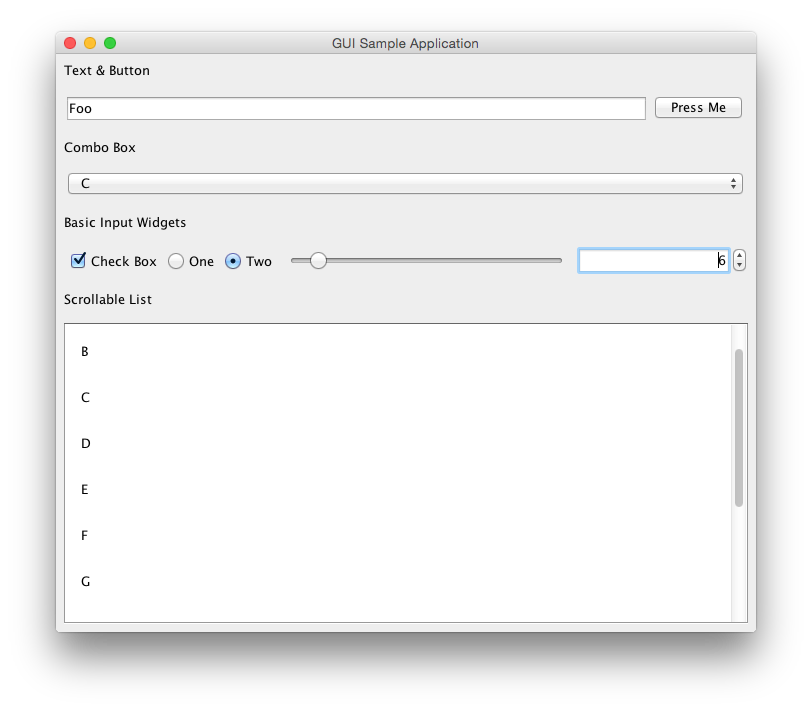 GUI Sample Application
Text & Button
Foo
Press Me
Combo Box
C
Basic Input Widgets
Check Box One Two 6
Scrollable List
B
C
D
E
F
G